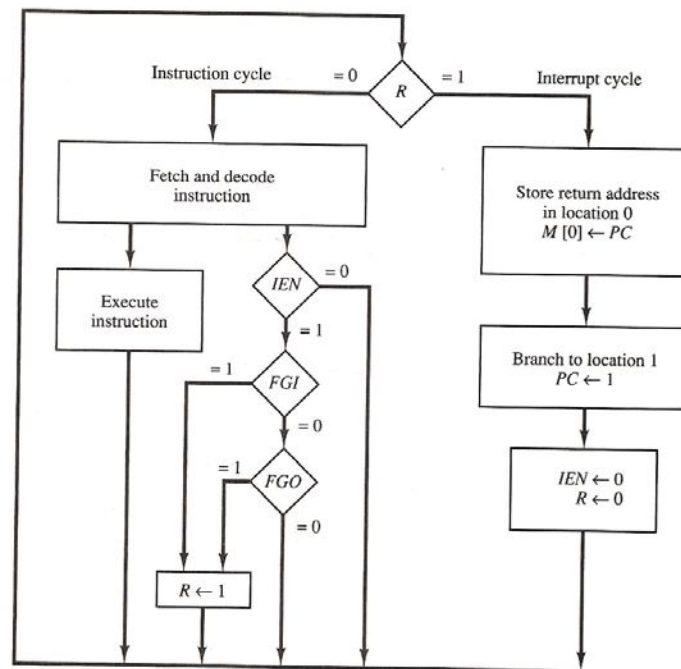 Instruction cycle
= 0
R
= 1
Interrupt cycle
Fetch and decode
instruction
Store return address
in location 0
M [0] ← PC
Execute
instruction
IEN
= 0
= 1
Branch to location 1
PC ← 1
= 1
FGI
= 0
IEN ← 0
R ← 0
= 1
FGO
= 0
R ← 1